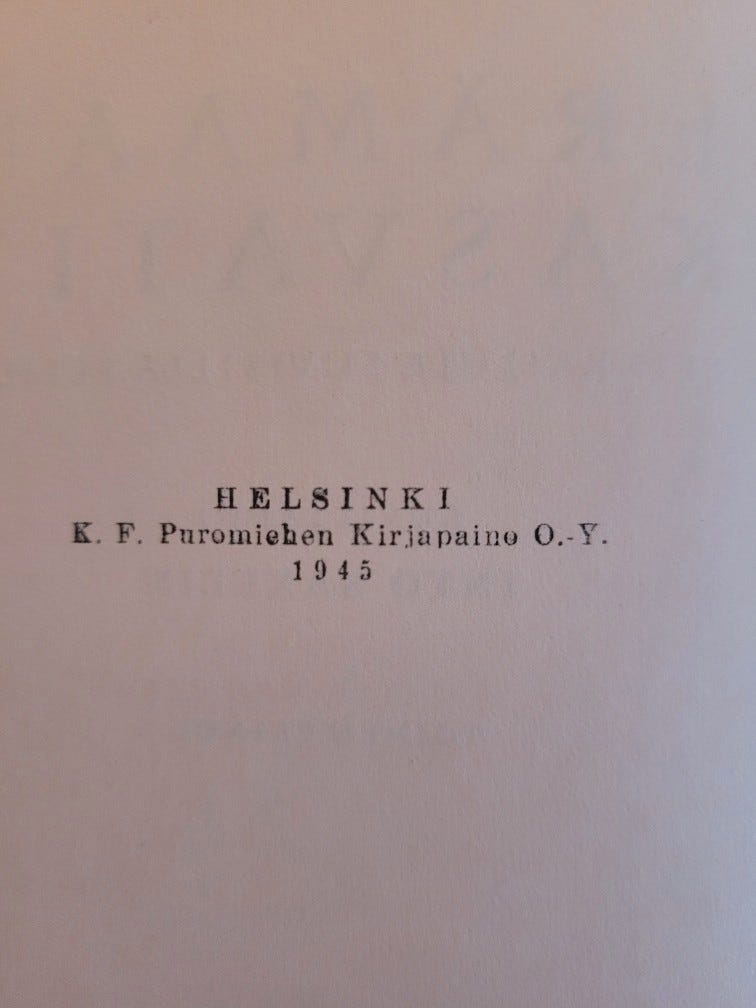 HELSINKI
K. F. Puromiehen Kirjapaino O.-Y.
1945